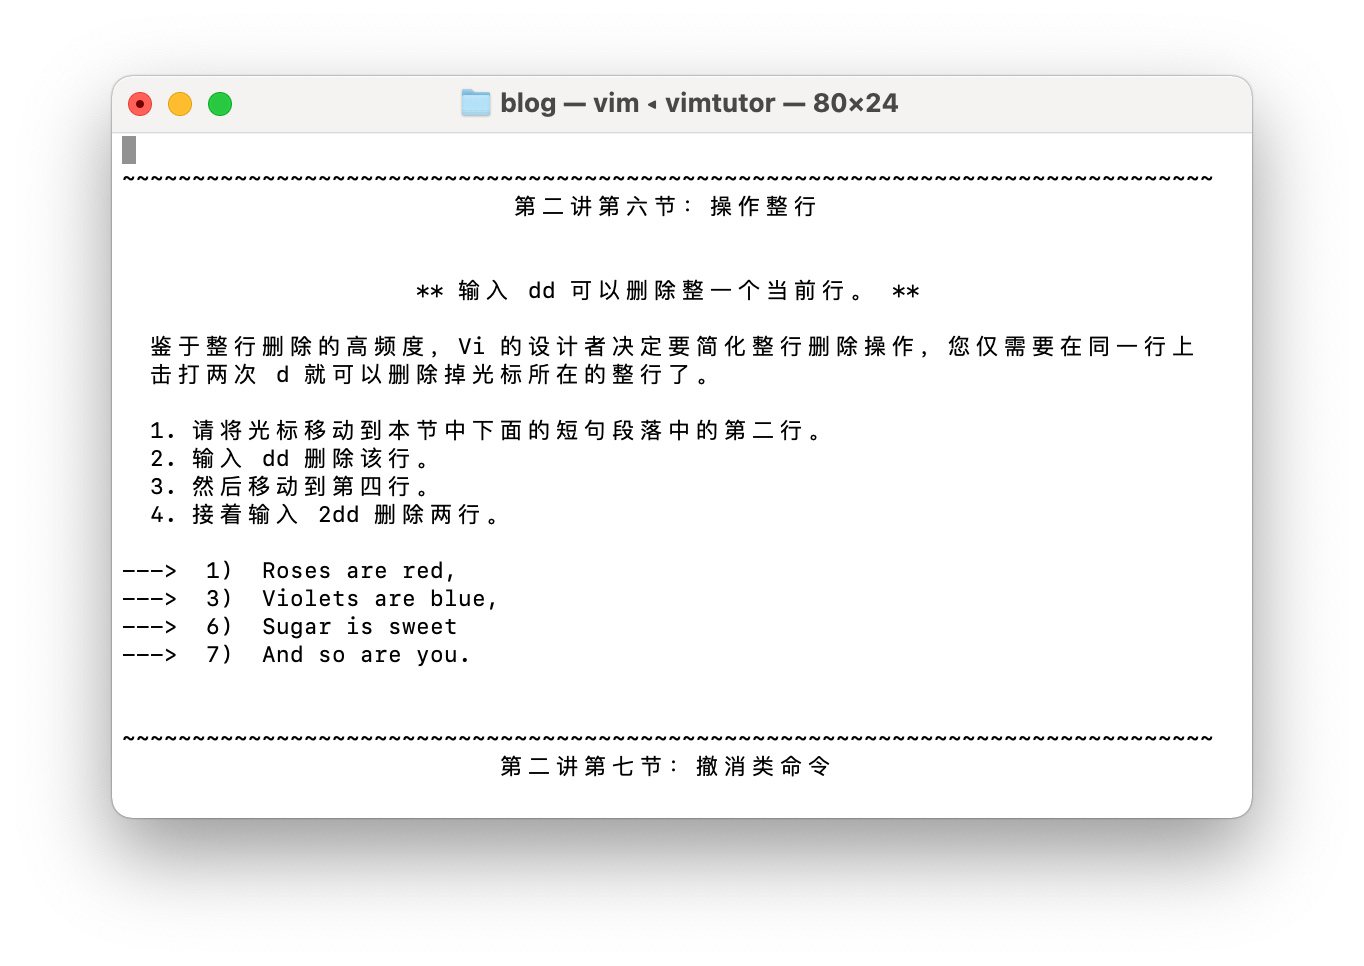 blog — vim ◂ vimtutor — 80×24
~~~~~~~~~~~~~~~~~~~~~~~~~~~~~~~~~~~~~~~~~~~~~~~~~~~~~~~~~~~~~~~~~~~~~~~~~~~~~~
第二讲第六节：操作整行
** 输入 dd 可以删除整一个当前行。 **
鉴于整行删除的高频度，Vi 的设计者决定要简化整行删除操作，您仅需要在同一行上
击打两次 d 就可以删除掉光标所在的整行了。
1. 请将光标移动到本节中下面的短句段落中的第二行。
2. 输入 dd 删除该行。
3. 然后移动到第四行。
4. 接着输入 2dd 删除两行。
--->  1)  Roses are red,
--->  3)  Violets are blue,
--->  6)  Sugar is sweet
--->  7)  And so are you.
~~~~~~~~~~~~~~~~~~~~~~~~~~~~~~~~~~~~~~~~~~~~~~~~~~~~~~~~~~~~~~~~~~~~~~~~~~~~~~
第二讲第七节：撤消类命令